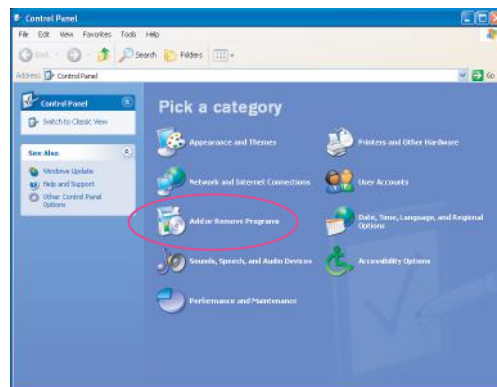 Control Panel
File Edit View Favorites Tools Help
Back Search Folders
Address Control Panel Go
Control Panel
Switch to Classic View
See Also
Windows Update
Help and Support
Other Control Panel
Options
Pick a category
Appearance and Themes
Printers and Other Hardware
Network and Internet Connections
User Accounts
Add or Remove Programs
Date, Time, Language, and Regional
Options
Sounds, Speech, and Audio Devices
Accessibility Options
Performance and Maintenance